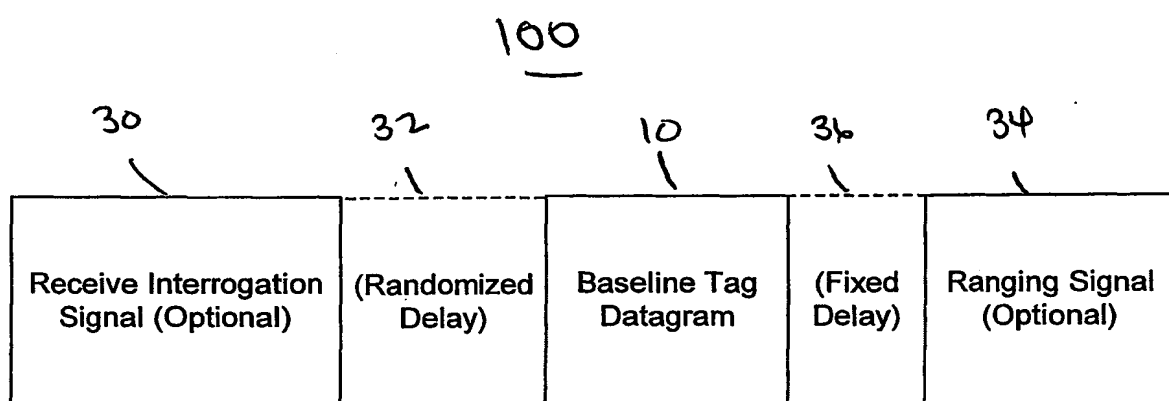 100
30 32 10 36 34
Receive Interrogation
Signal (Optional)
(Randomized
Delay)
Baseline Tag
Datagram
(Fixed
Delay)
Ranging Signal
(Optional)